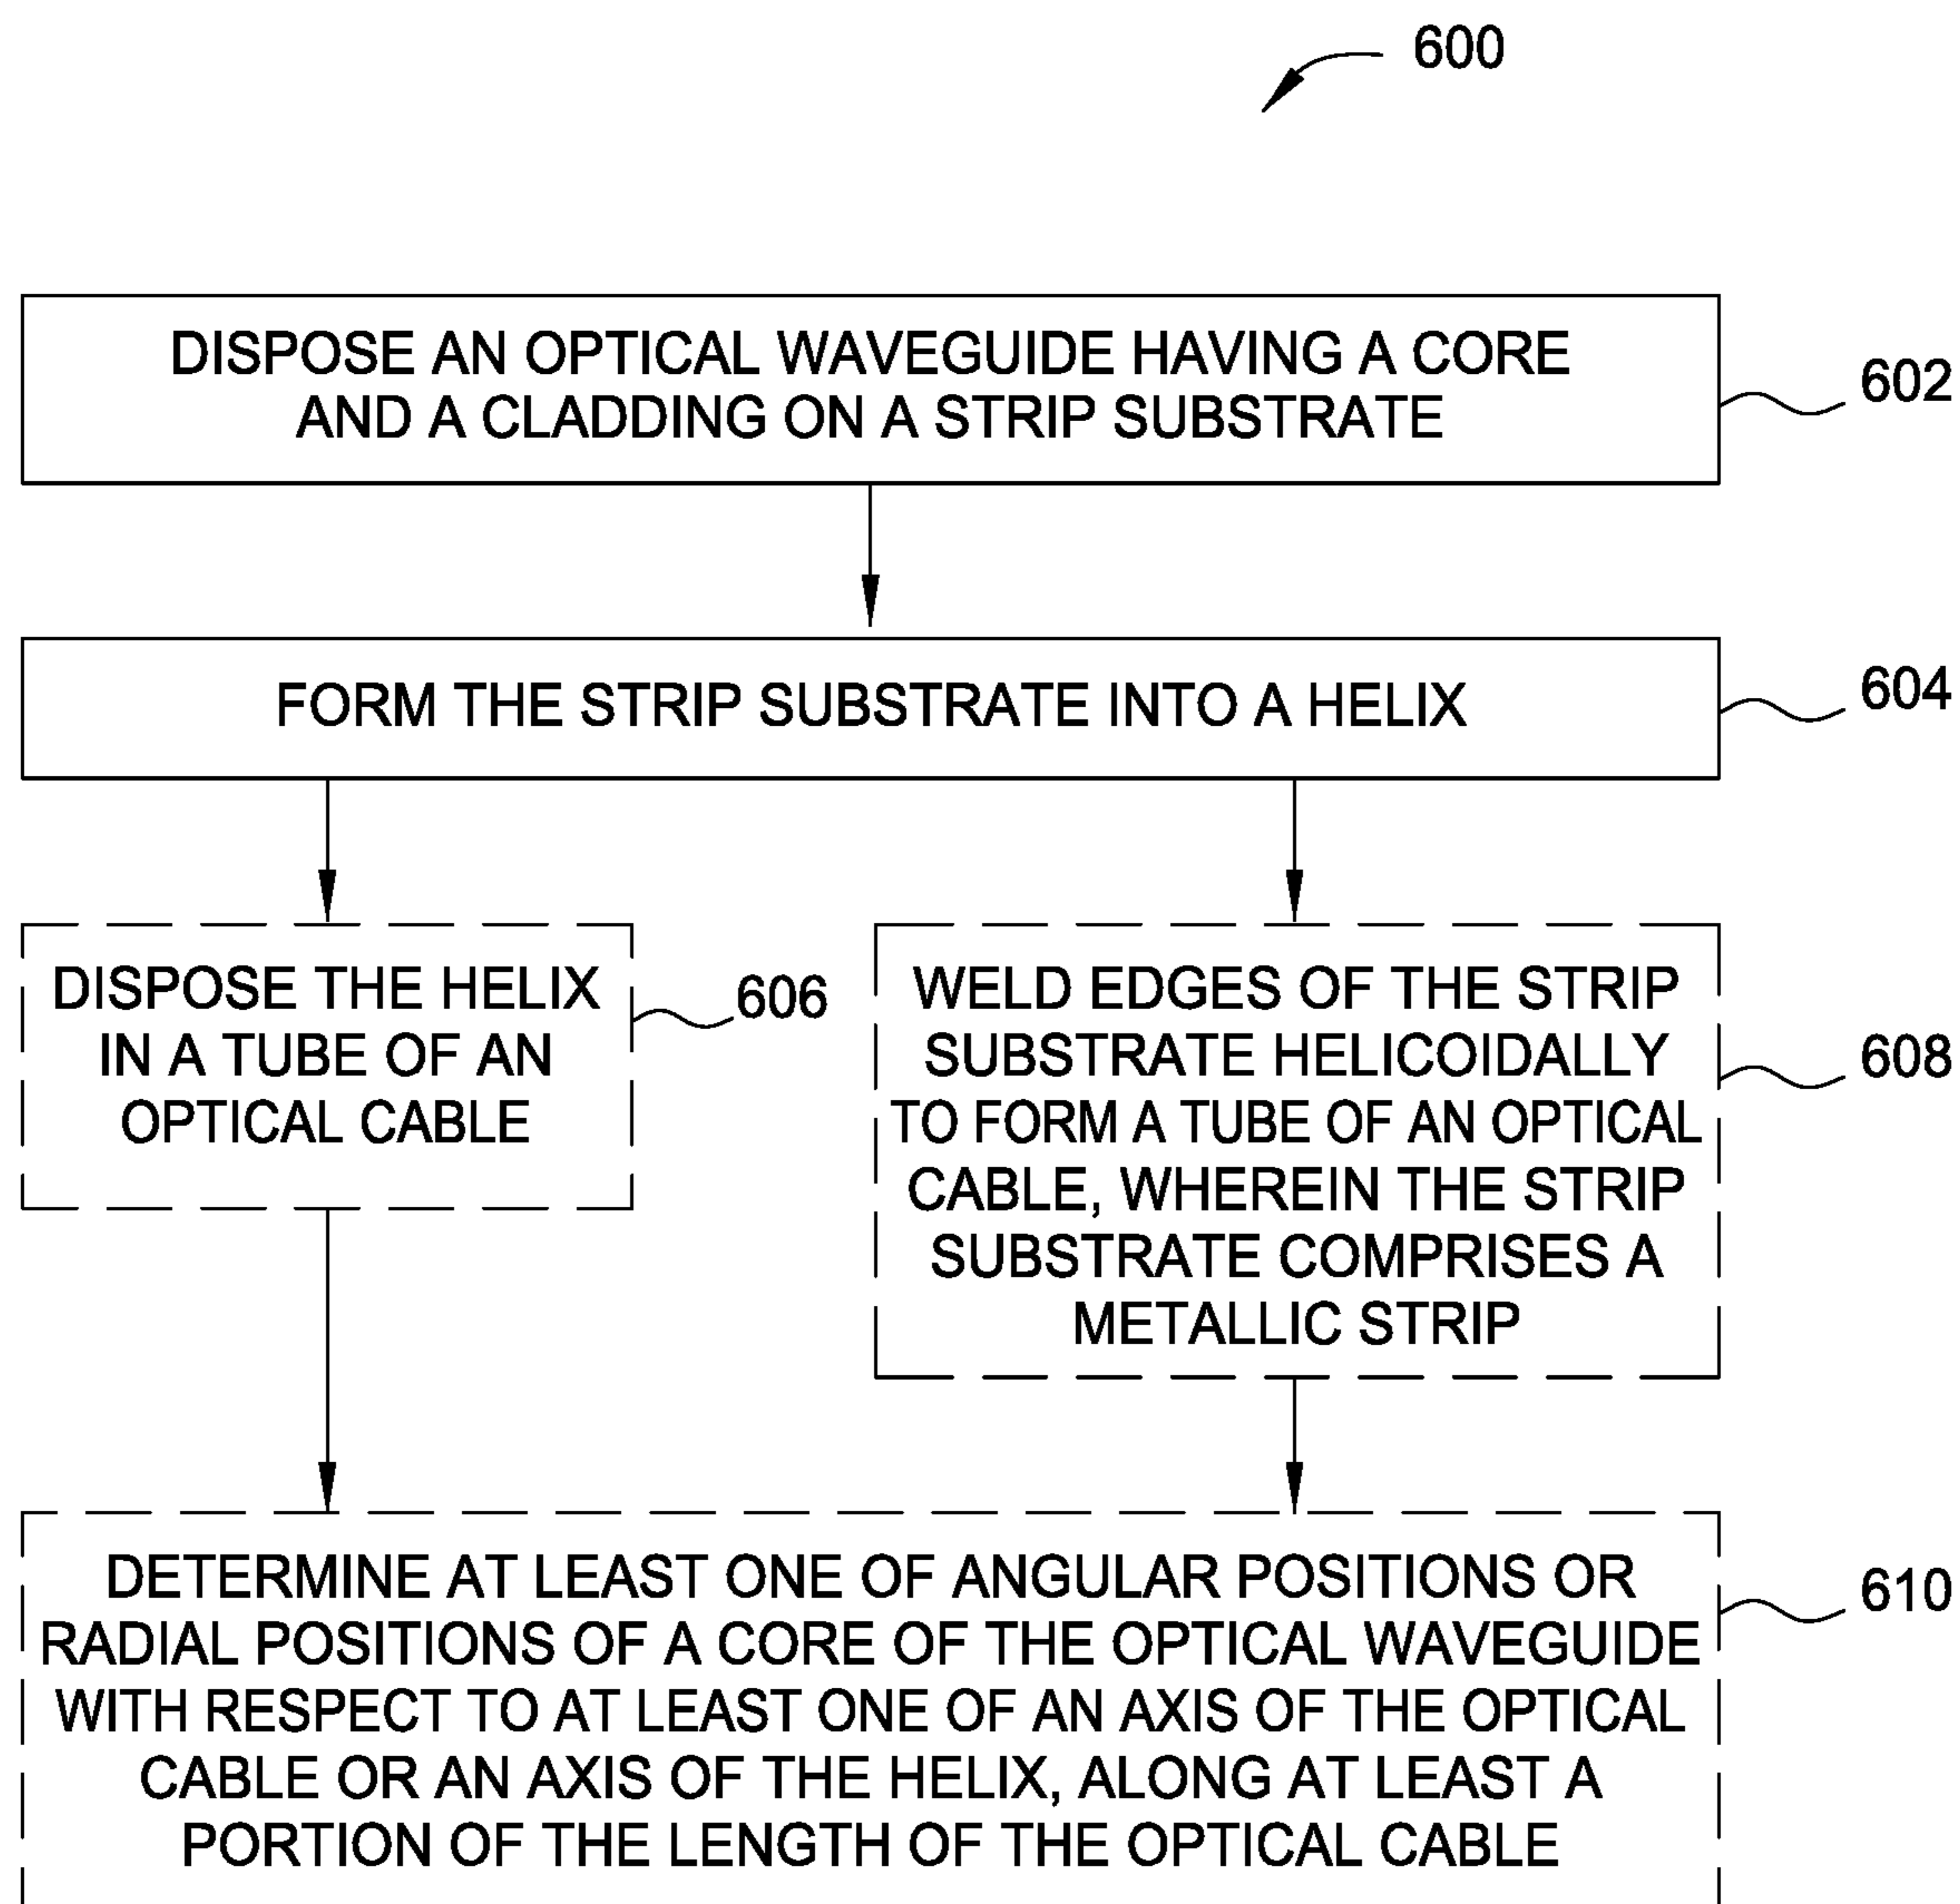 600
DISPOSE AN OPTICAL WAVEGUIDE HAVING A CORE
AND A CLADDING ON A STRIP SUBSTRATE
602
FORM THE STRIP SUBSTRATE INTO A HELIX
604
DISPOSE THE HELIX
IN A TUBE OF AN
OPTICAL CABLE
606
WELD EDGES OF THE STRIP
SUBSTRATE HELICOIDALLY
TO FORM A TUBE OF AN OPTICAL
CABLE, WHEREIN THE STRIP
SUBSTRATE COMPRISES A
METALLIC STRIP
608
DETERMINE AT LEAST ONE OF ANGULAR POSITIONS OR
RADIAL POSITIONS OF A CORE OF THE OPTICAL WAVEGUIDE
WITH RESPECT TO AT LEAST ONE OF AN AXIS OF THE OPTICAL
CABLE OR AN AXIS OF THE HELIX, ALONG AT LEAST A
PORTION OF THE LENGTH OF THE OPTICAL CABLE
610